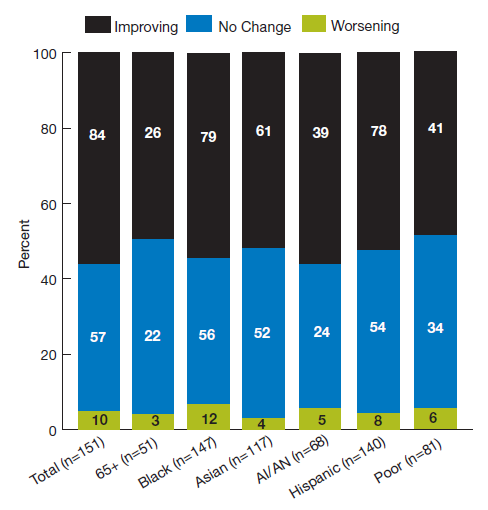 Improving No Change Worsening
100
80
60
40
20
0
Percent
84 26 79 61 39 78 41
57 22 56 52 24 54 34
10 3 12 4 5 8 6
Total (n=151) 65+ (n=51) Black (n=147) Asian (n=117) AI/AN (n=68) Hispanic (n=140) Poor (n=81)